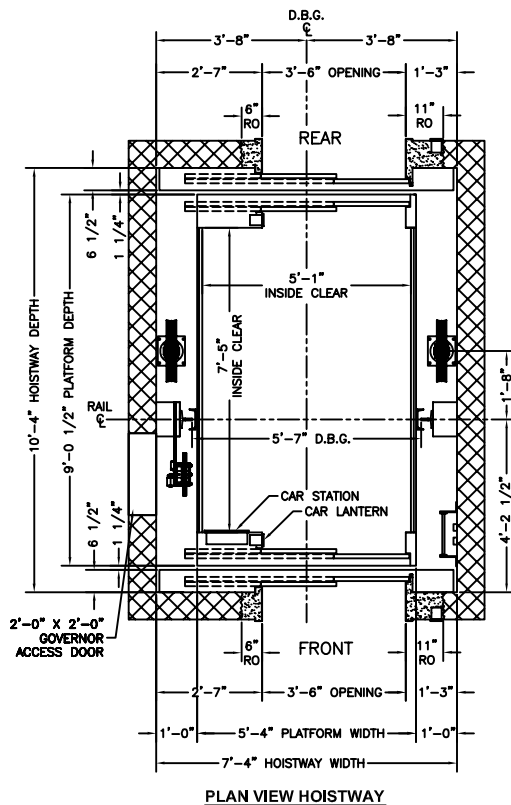 D.B.G.
℄
3'-8" 3'-8"
2'-7" 3'-6" OPENING 1'-3"
6" RO
11" RO
REAR
6 1/2"
1 1/4"
5'-1"
INSIDE CLEAR
7'-5"
INSIDE CLEAR
10'-4" HOISTWAY DEPTH
9'-0 1/2" PLATFORM DEPTH
RAIL
℄
1'-8"
5'-7" D.B.G.
4'-2 1/2"
CAR STATION
CAR LANTERN
6 1/2"
1 1/4"
2'-0" X 2'-0"
GOVERNOR
ACCESS DOOR
6"
RO
FRONT
11"
RO
2'-7" 3'-6" OPENING 1'-3"
1'-0" 5'-4" PLATFORM WIDTH 1'-0"
7'-4" HOISTWAY WIDTH
PLAN VIEW HOISTWAY